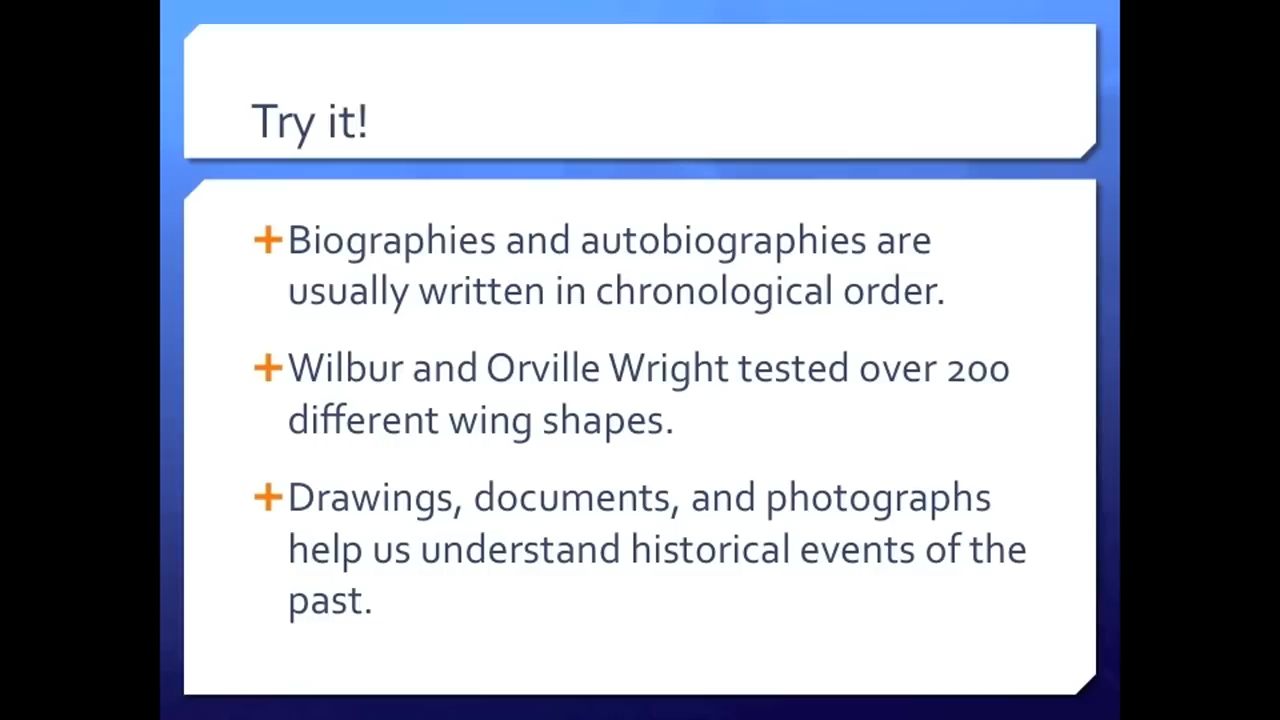 Try it!
Biographies and autobiographies are
usually written in chronological order.
Wilbur and Orville Wright tested over 200
different wing shapes.
Drawings, documents, and photographs
help us understand historical events of the
past.